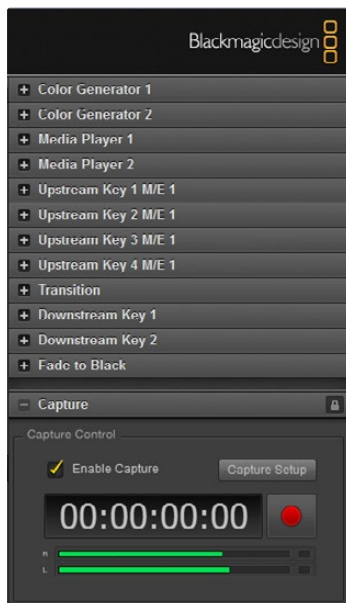 Blackmagicdesign
Color Generator 1
Color Generator 2
Media Player 1
Media Player 2
Upstream Key 1 M/E 1
Upstream Key 2 M/E 1
Upstream Key 3 M/E 1
Upstream Key 4 M/E 1
Transition
Downstream Key 1
Downstream Key 2
Fade to Black
Capture
Capture Control
Enable Capture Capture Setup
00:00:00:00
R
L